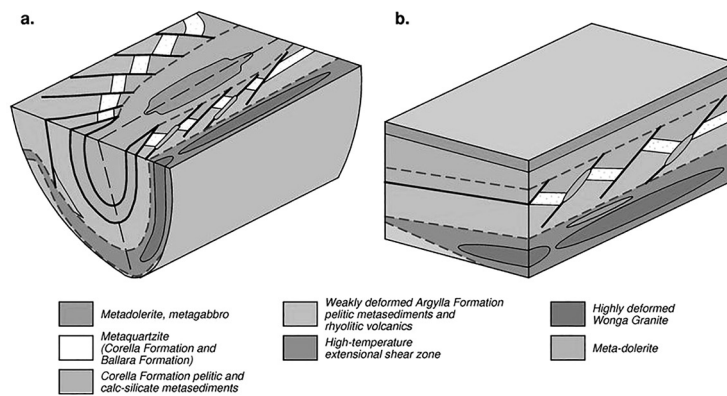 a.
b.
Metadolerite, metagabbro
Metaquartzite
(Corella Formation and
Ballara Formation)
Corella Formation pelitic and
calc-silicate metasediments
Weakly deformed Argylla Formation
pelitic metasediments and
rhyolitic volcanics
High-temperature
extensional shear zone
Highly deformed
Wonga Granite
Meta-dolerite